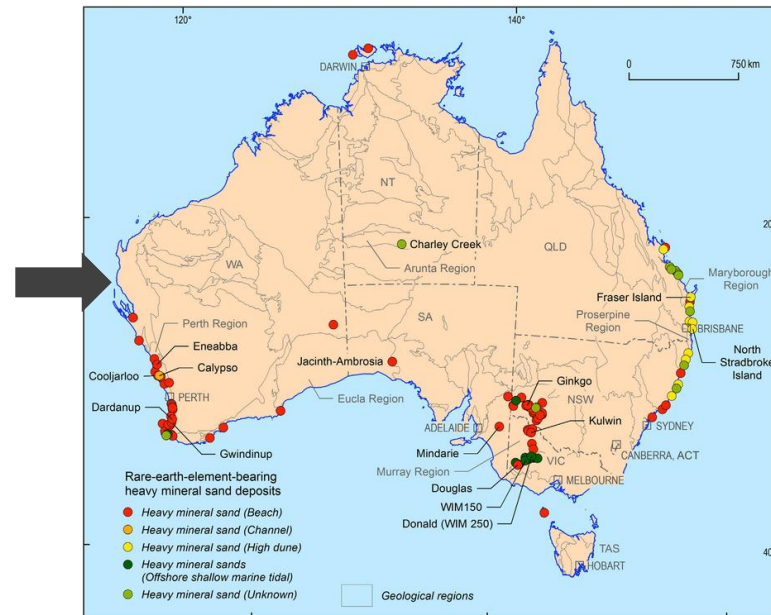 120°
140°
0
750 km
DARWIN
NT
Charley Creek
Arunta Region
QLD
WA
SA
20
Maryborough
Region
Fraser Island
Proserpine
Region
BRISBANE
North
Stradbroke
Island
Perth Region
Eneabba
Calypso
Cooljarloo
PERTH
Dardanup
Gwindinup
Jacinth-Ambrosia
Eucla Region
Ginkgo
NSW
Kulwin
ADELAIDE
Mindarie
SYDNEY
CANBERRA, ACT
Murray Region
VIC
MELBOURNE
Douglas
WIM150
Donald (WIM 250)
TAS
HOBART
40
Rare-earth-element-bearing
heavy mineral sand deposits
Heavy mineral sand (Beach)
Heavy mineral sand (Channel)
Heavy mineral sand (High dune)
Heavy mineral sands
(Offshore shallow marine tidal)
Heavy mineral sand (Unknown)
Geological regions